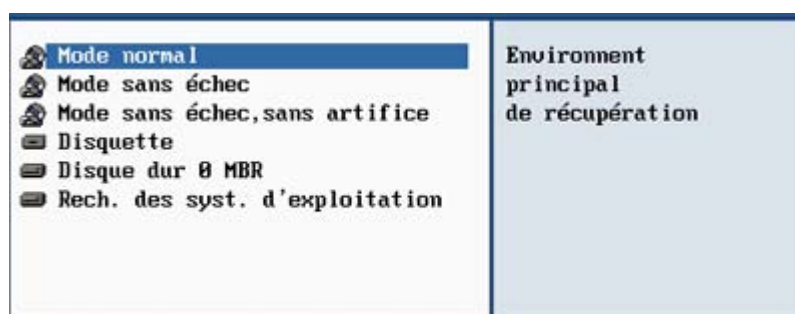 Mode normal
Mode sans échec
Mode sans échec,sans artifice
Disquette
Disque dur 0 MBR
Rech. des syst. d'exploitation
Environment
principal
de récupération